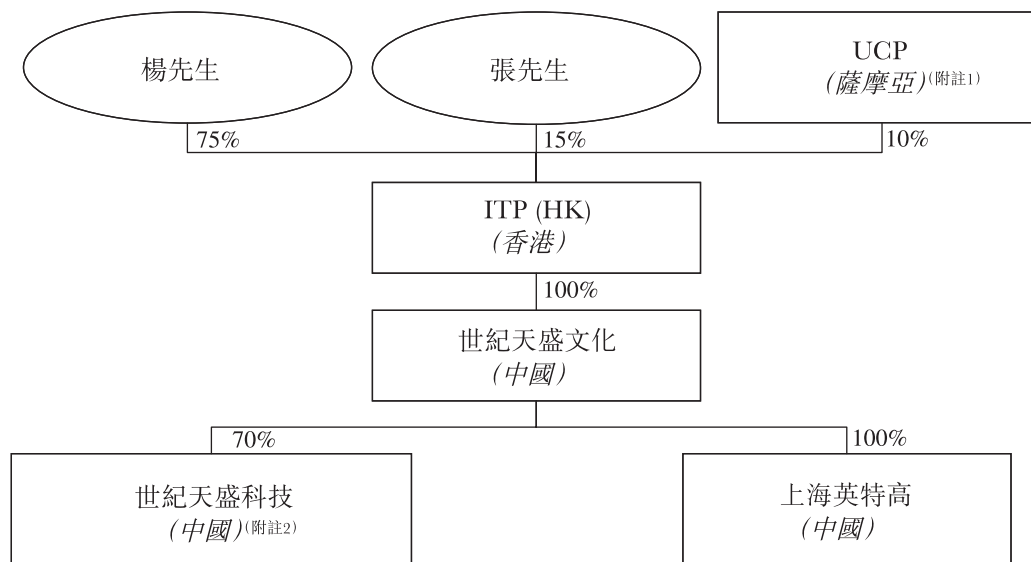 楊先生
張先生
UCP
(薩摩亞)(附註1)
75%
15%
10%
ITP (HK)
(香港)
100%
世紀天盛文化
(中國)
70%
100%
世紀天盛科技
(中國)(附註2)
上海英特高
(中國)